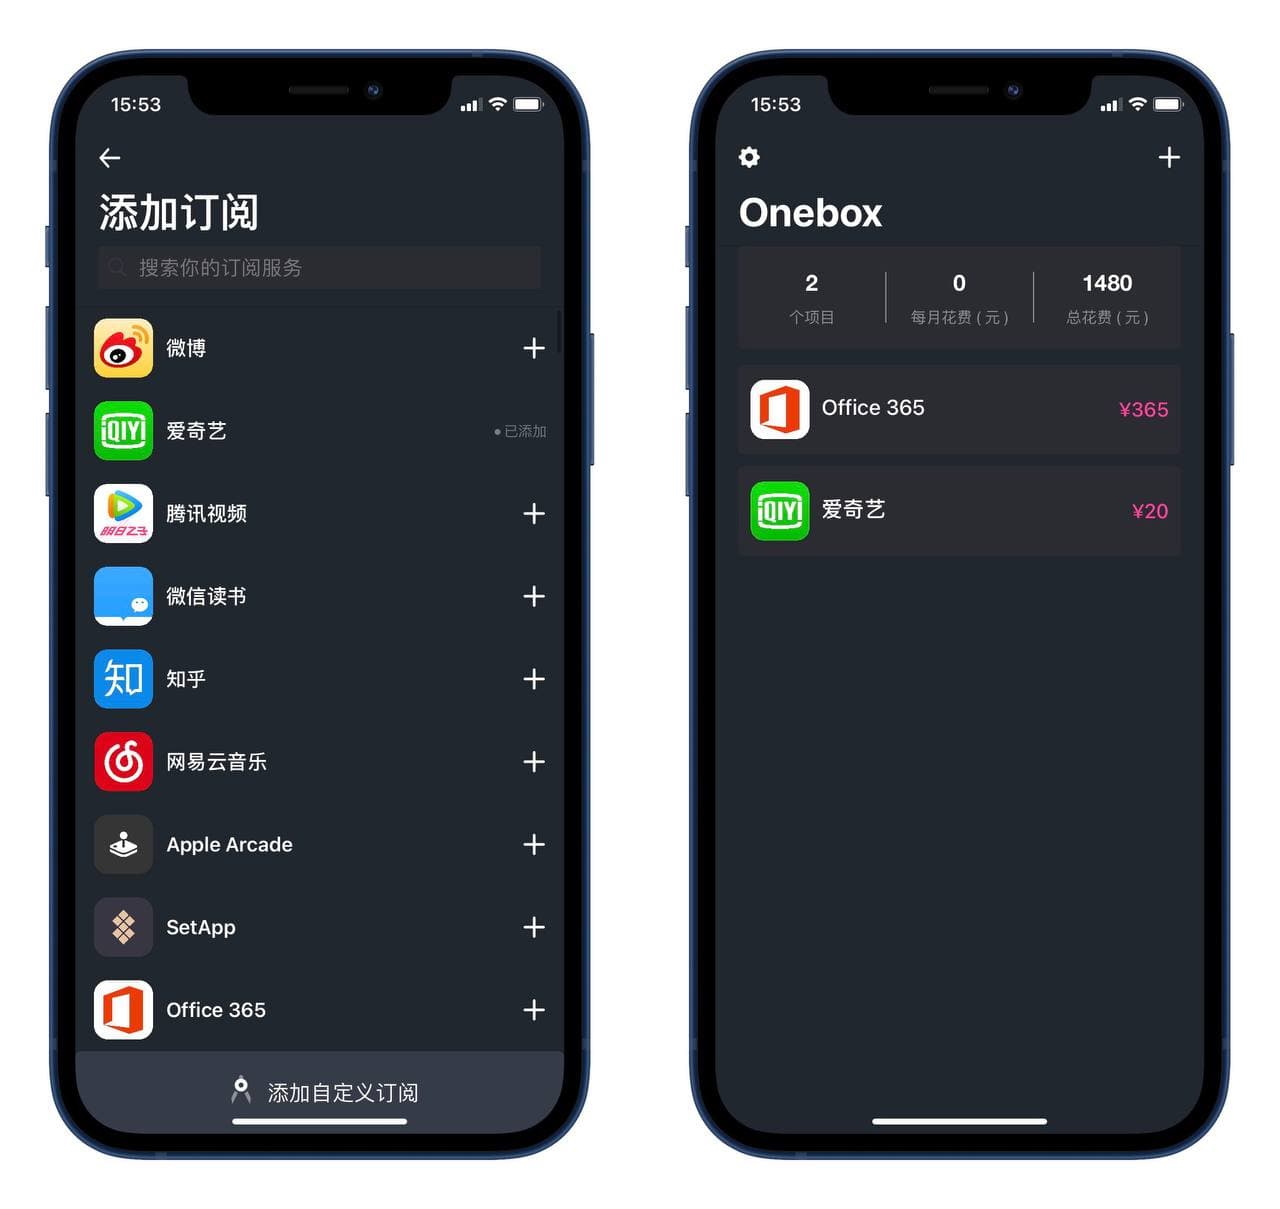 15:53
添加订阅
搜索你的订阅服务
微博
iQIYI
爱奇艺
• 已添加
明日之子
腾讯视频
微信读书
知
知乎
网易云音乐
Apple Arcade
SetApp
Office 365
添加自定义订阅
15:53
Onebox
2
0
1480
个项目
每月花费 ( 元 )
总花费 ( 元 )
Office 365
¥365
iQIYI
爱奇艺
¥20